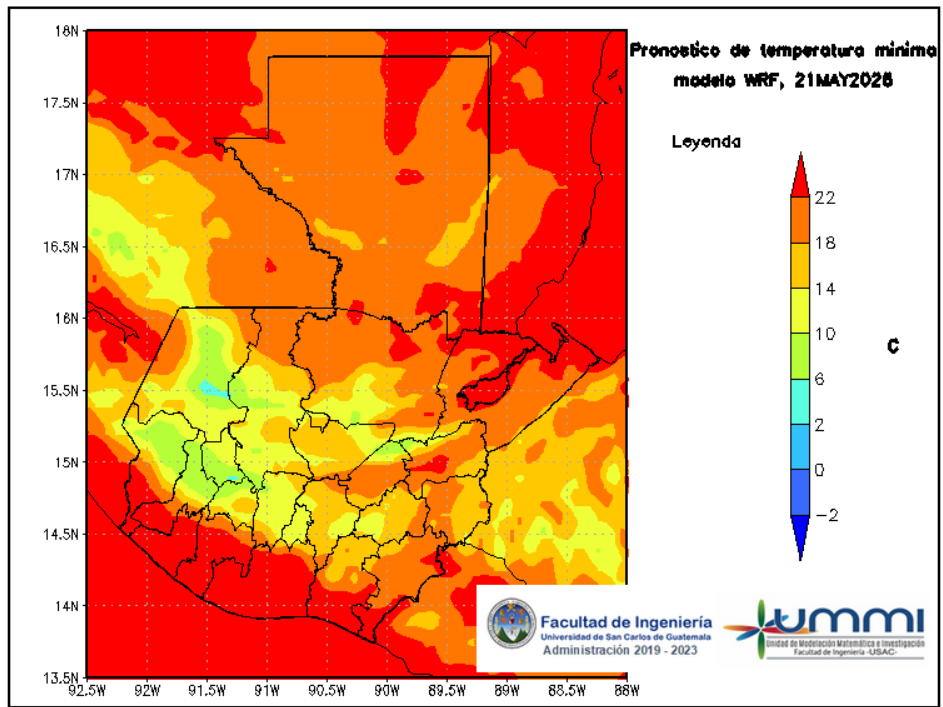 Pronostico de temperatura minima
modelo WRF, 21MAY2026
Leyenda
22
18
14
10
6
2
0
−2
C
18N
17.5N
17N
16.5N
16N
15.5N
15N
14.5N
14N
13.5N
92.5W 92W 91.5W 91W 90.5W 90W 89.5W 89W 88.5W 88W
Facultad de Ingeniería
Universidad de San Carlos de Guatemala
Administración 2019 - 2023
UMMI
Unidad de Modelación Matemática e Investigación
Facultad de Ingeniería -USAC-